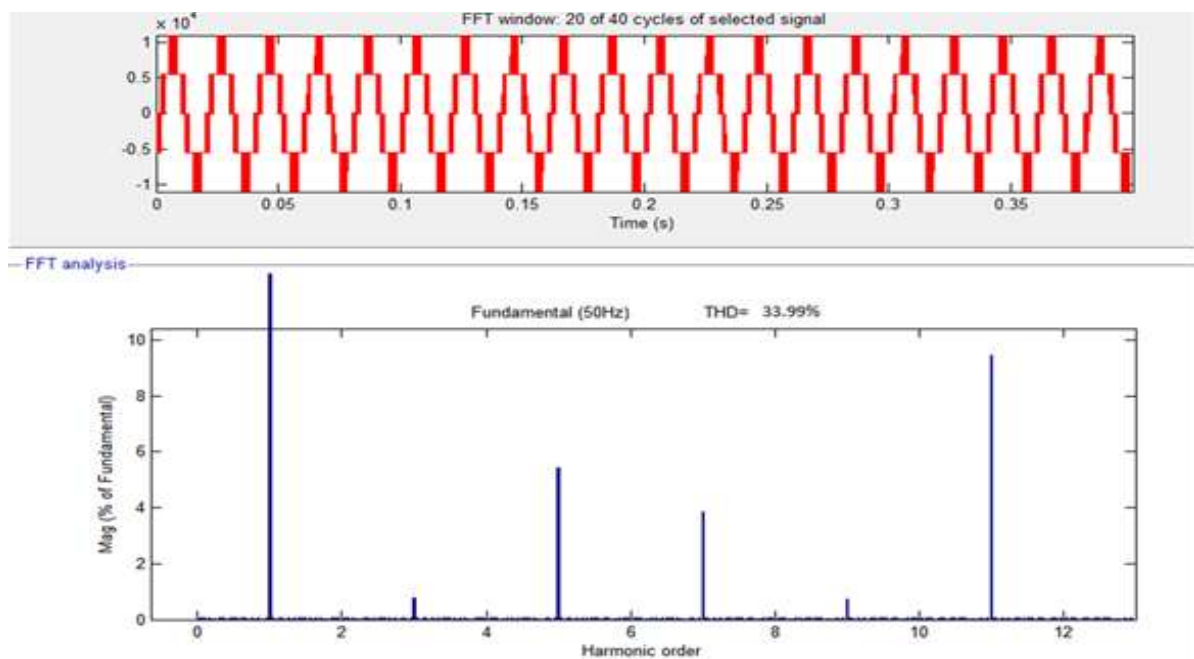 FFT window: 20 of 40 cycles of selected signal
x 10^4
1
0.5
0
-0.5
-1
0 0.05 0.1 0.15 0.2 0.25 0.3 0.35
Time (s)
FFT analysis
Fundamental (50Hz) THD= 33.99%
10
8
6
4
2
0
Mag (% of Fundamental)
0 2 4 6 8 10 12
Harmonic order